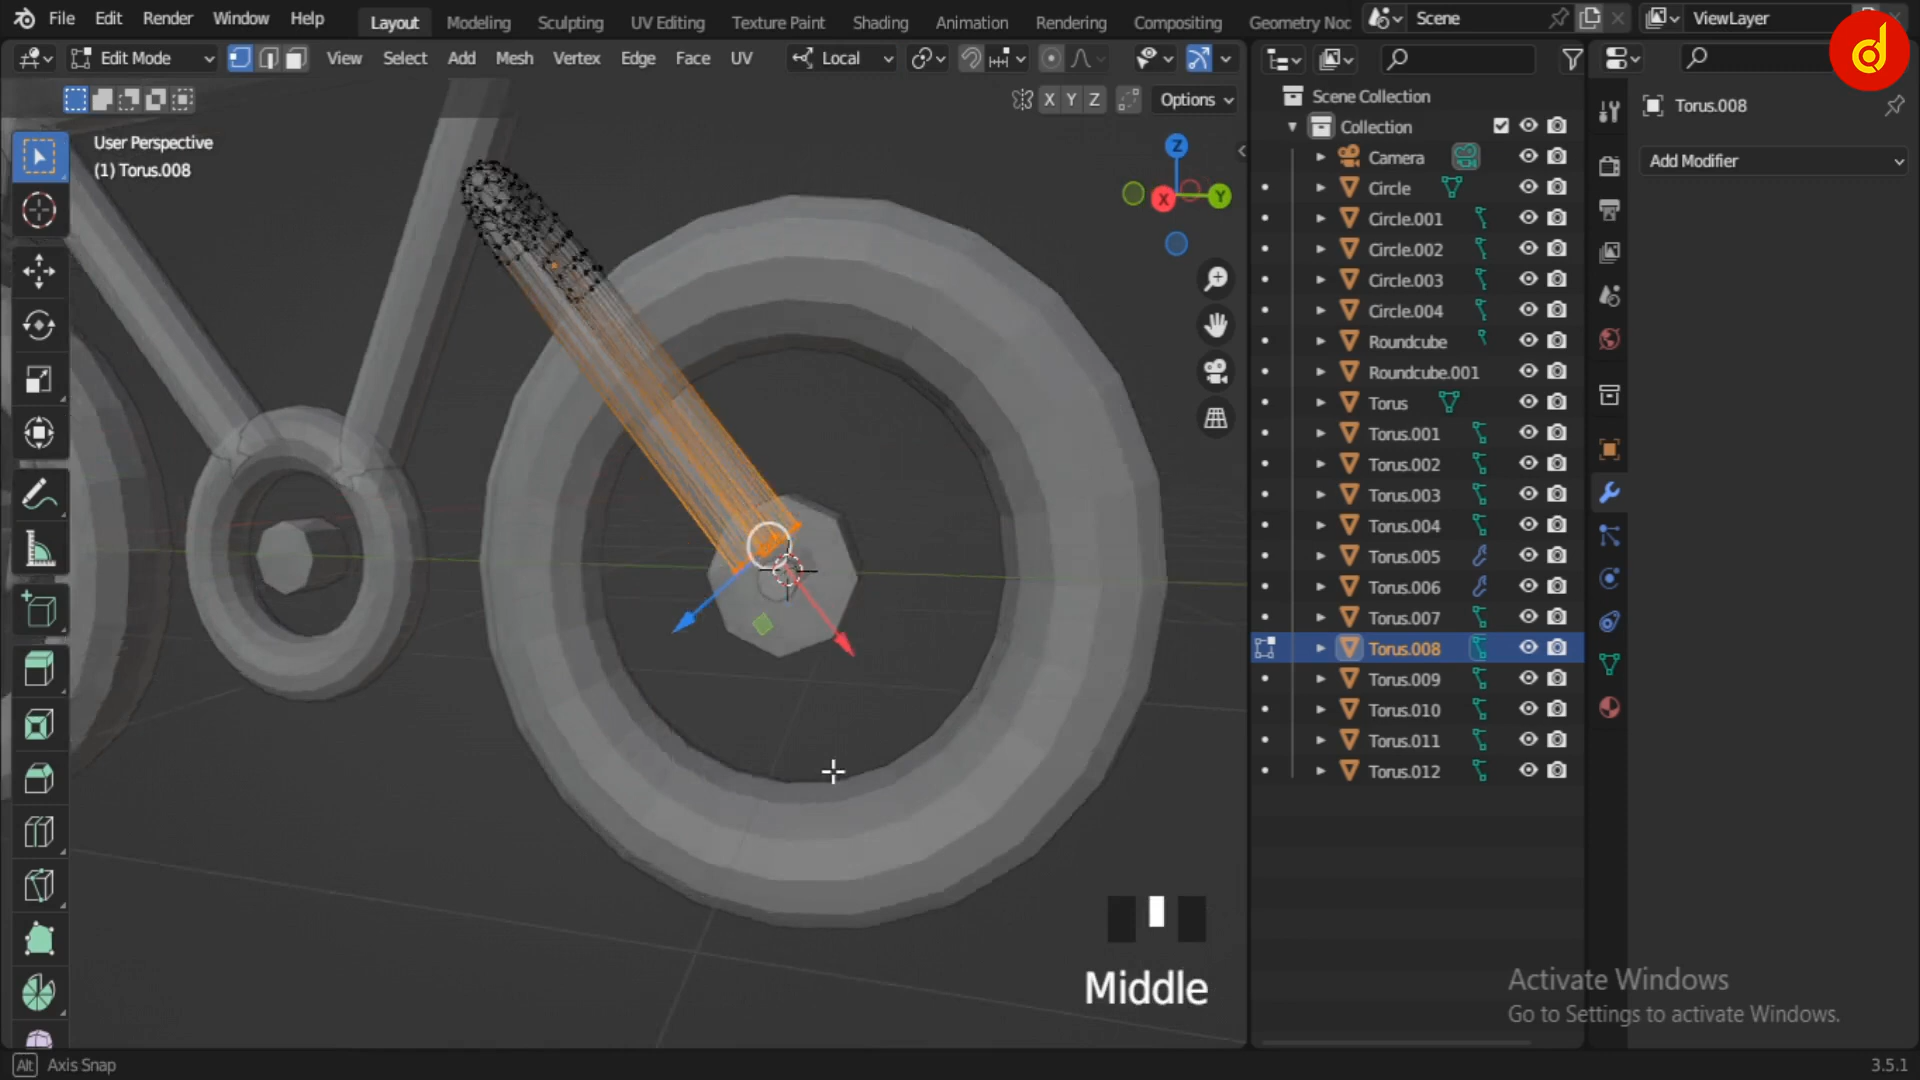 File Edit Render Window Help Layout Modeling Sculpting UV Editing Texture Paint Shading Animation Rendering Compositing Geometry Noc Scene ViewLayer
Edit Mode View Select Add Mesh Vertex Edge Face UV Local
X Y Z Options
User Perspective
(1) Torus.008
Z
X
Y
Scene Collection
Collection
Camera
Circle
Circle.001
Circle.002
Circle.003
Circle.004
Roundcube
Roundcube.001
Torus
Torus.001
Torus.002
Torus.003
Torus.004
Torus.005
Torus.006
Torus.007
Torus.008
Torus.009
Torus.010
Torus.011
Torus.012
Torus.008
Add Modifier
Middle
Activate Windows
Go to Settings to activate Windows.
Alt Axis Snap
3.5.1